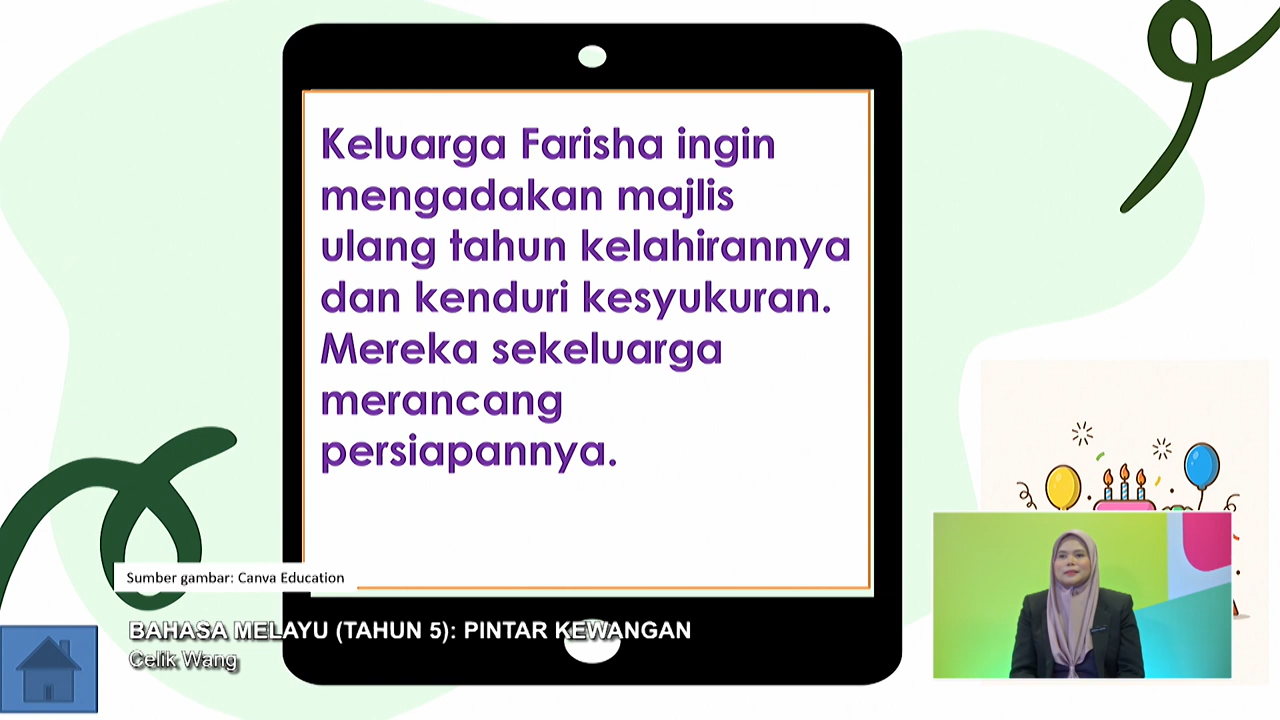 Keluarga Farisha ingin
mengadakan majlis
ulang tahun kelahirannya
dan kenduri kesyukuran.
Mereka sekeluarga
merancang
persiapannya.
Sumber gambar: Canva Education
BAHASA MELAYU (TAHUN 5): PINTAR KEWANGAN
Celik Wang